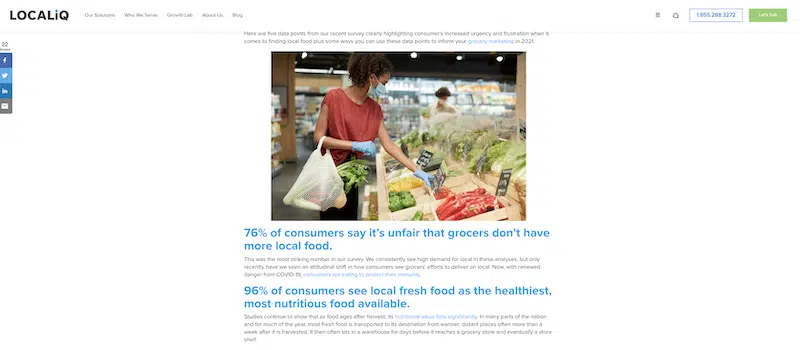 LOCALiQ Our Solutions Who We Serve Growth Lab About Us Blog 1.855.288.3272 Let's Talk
22
Shares
Here are five data points from our recent survey clearly highlighting consumer's increased urgency and frustration when it
comes to finding local food plus some ways you can use these data points to inform your grocery marketing in 2021.
76% of consumers say it's unfair that grocers don't have
more local food.
This was the most striking number in our survey. We consistently see high demand for local in these analyses, but only
recently have we seen an attitudinal shift in how consumers see grocers' efforts to deliver on local. Now, with renewed
danger from COVID-19, consumers are eating to protect their immunity.
96% of consumers see local fresh food as the healthiest,
most nutritious food available.
Studies continue to show that as food ages after harvest, its nutritional value falls significantly. In many parts of the nation
and for much of the year, most fresh food is transported to its destination from warmer, distant places often more than a
week after it is harvested. It then often sits in a warehouse for days before it reaches a grocery store and eventually a store
shelf.